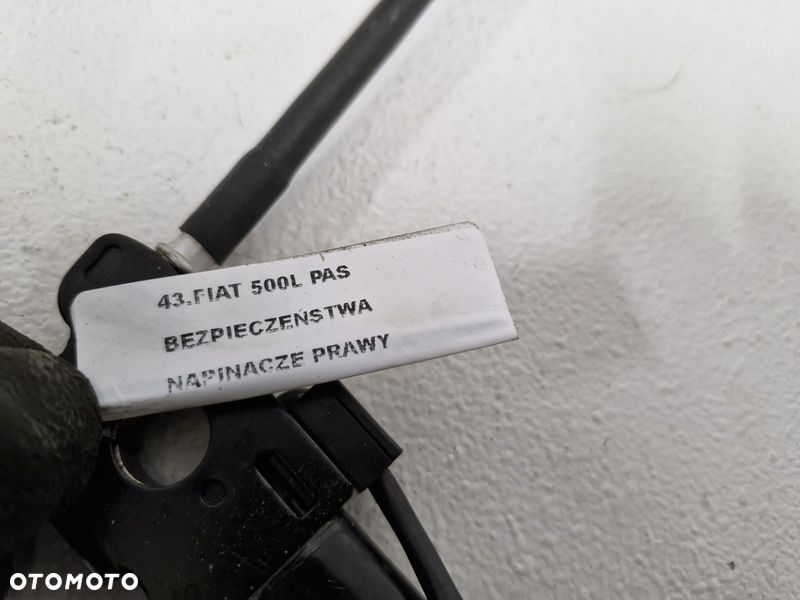 43.FIAT 500L PAS
BEZPIECZEŃSTWA
NAPINACZE PRAWY
OTOMOTO